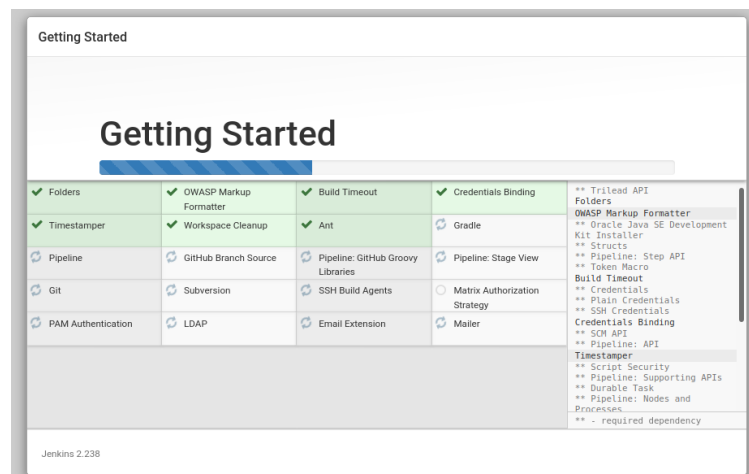 Getting Started
Getting Started
Folders
OWASP Markup
Formatter
Build Timeout
Credentials Binding
Timestamper
Workspace Cleanup
Ant
Gradle
Pipeline
GitHub Branch Source
Pipeline: GitHub Groovy
Libraries
Pipeline: Stage View
Git
Subversion
SSH Build Agents
Matrix Authorization
Strategy
PAM Authentication
LDAP
Email Extension
Mailer
** Trilead API
Folders
OWASP Markup Formatter
** Oracle Java SE Development
Kit Installer
** Structs
** Pipeline: Step API
** Token Macro
Build Timeout
** Credentials
** Plain Credentials
** SSH Credentials
Credentials Binding
** SCM API
** Pipeline: API
Timestamper
** Script Security
** Pipeline: Supporting APIs
** Durable Task
** Pipeline: Nodes and
Processes
** - required dependency
Jenkins 2.238